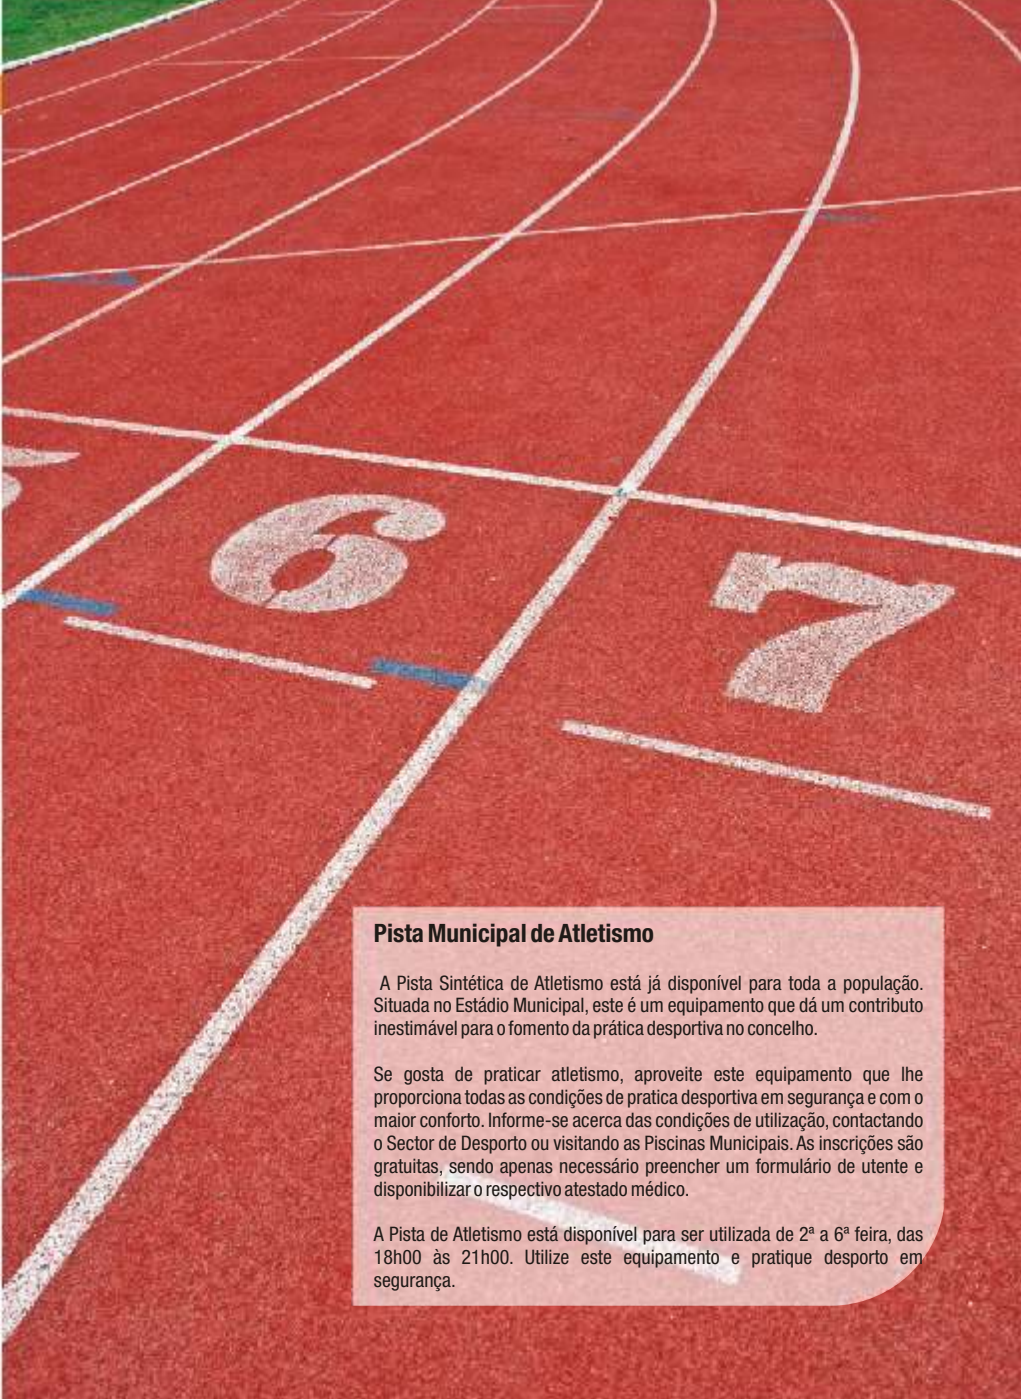 6
7
Pista Municipal de Atletismo
A Pista Sintética de Atletismo está já disponível para toda a população.
Situada no Estádio Municipal, este é um equipamento que dá um contributo
inestimável para o fomento da prática desportiva no concelho.
Se gosta de praticar atletismo, aproveite este equipamento que lhe
proporciona todas as condições de pratica desportiva em segurança e com o
maior conforto. Informe-se acerca das condições de utilização, contactando
o Sector de Desporto ou visitando as Piscinas Municipais. As inscrições são
gratuitas, sendo apenas necessário preencher um formulário de utente e
disponibilizar o respectivo atestado médico.
A Pista de Atletismo está disponível para ser utilizada de 2ª a 6ª feira, das
18h00 às 21h00. Utilize este equipamento e pratique desporto em
segurança.